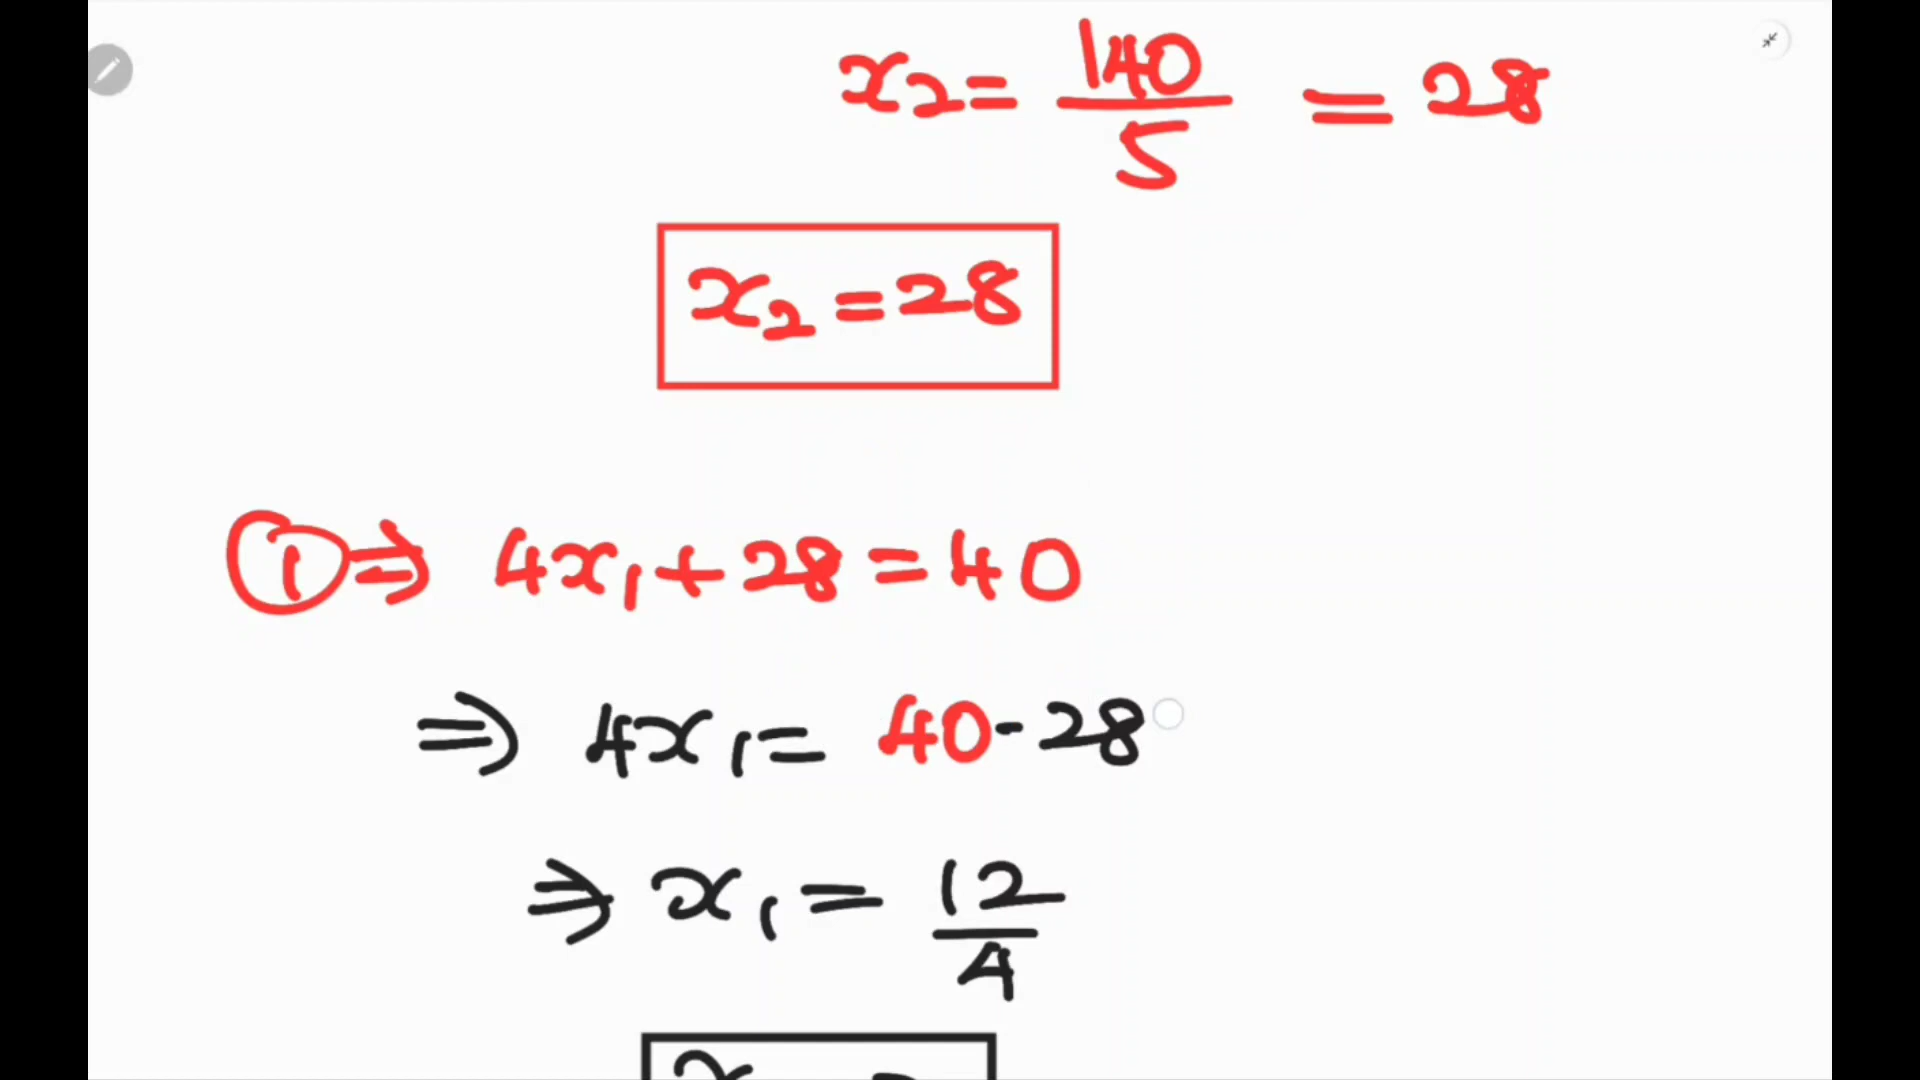 x₂ = 140/5 = 28
x₂ = 28
① ⇒ 4x₁ + 28 = 40
⇒ 4x₁ = 40 - 28
⇒ x₁ = 12/4